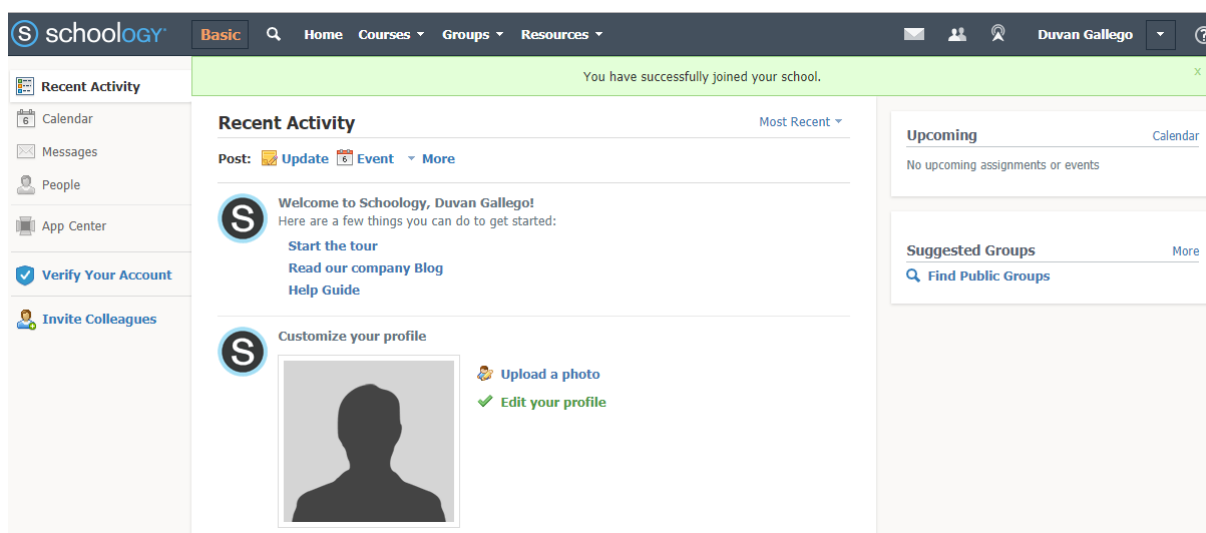 S schoology Basic Home Courses Groups Resources Duvan Gallego
You have successfully joined your school. x
Recent Activity
6 Calendar
Messages
People
App Center
Verify Your Account
Invite Colleagues
Recent Activity Most Recent
Post: Update 6 Event More
S Welcome to Schoology, Duvan Gallego!
Here are a few things you can do to get started:
Start the tour
Read our company Blog
Help Guide
S Customize your profile
Upload a photo
Edit your profile
Upcoming Calendar
No upcoming assignments or events
Suggested Groups More
Find Public Groups